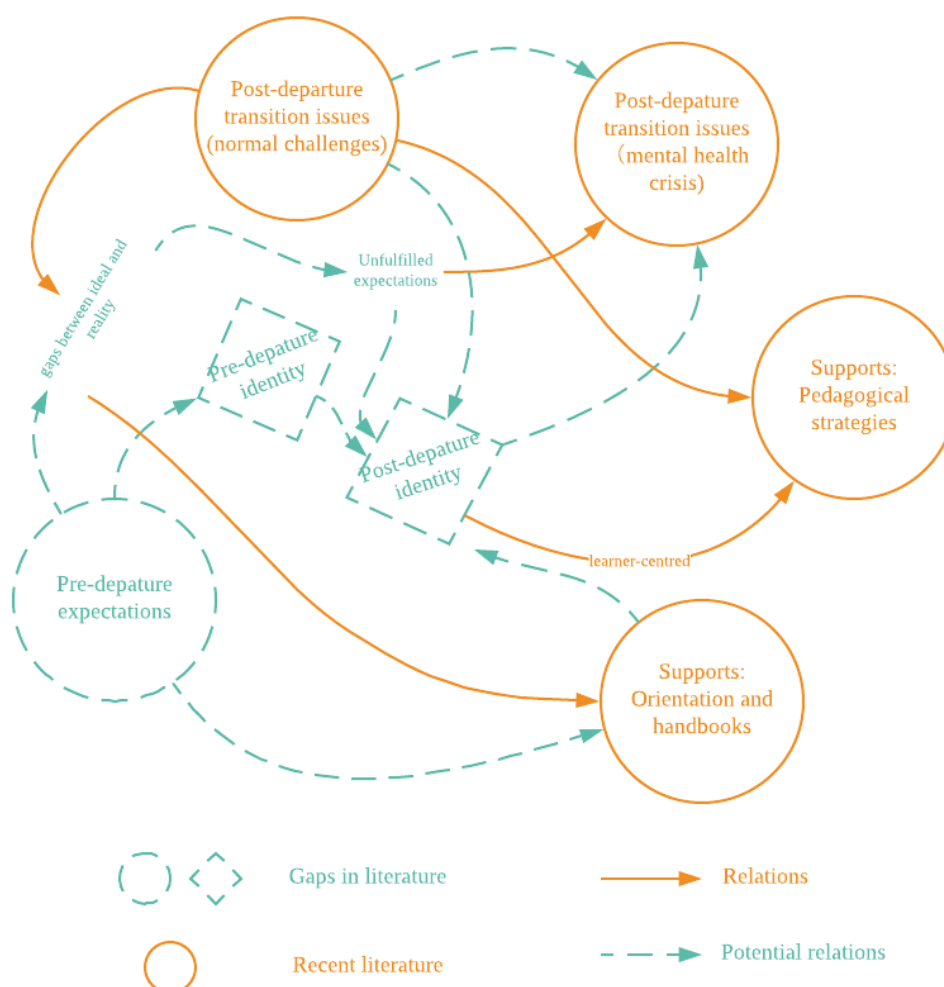 Post-departure
transition issues
(normal challenges)
Post-depature
transition issues
（mental health
crisis)
gaps between ideal and
reality
Unfulfilled
expectations
Pre-depature
identity
Post-depature
identity
Supports:
Pedagogical
strategies
learner-centred
Pre-depature
expectations
Supports:
Orientation and
handbooks
Gaps in literature
Relations
Recent literature
Potential relations